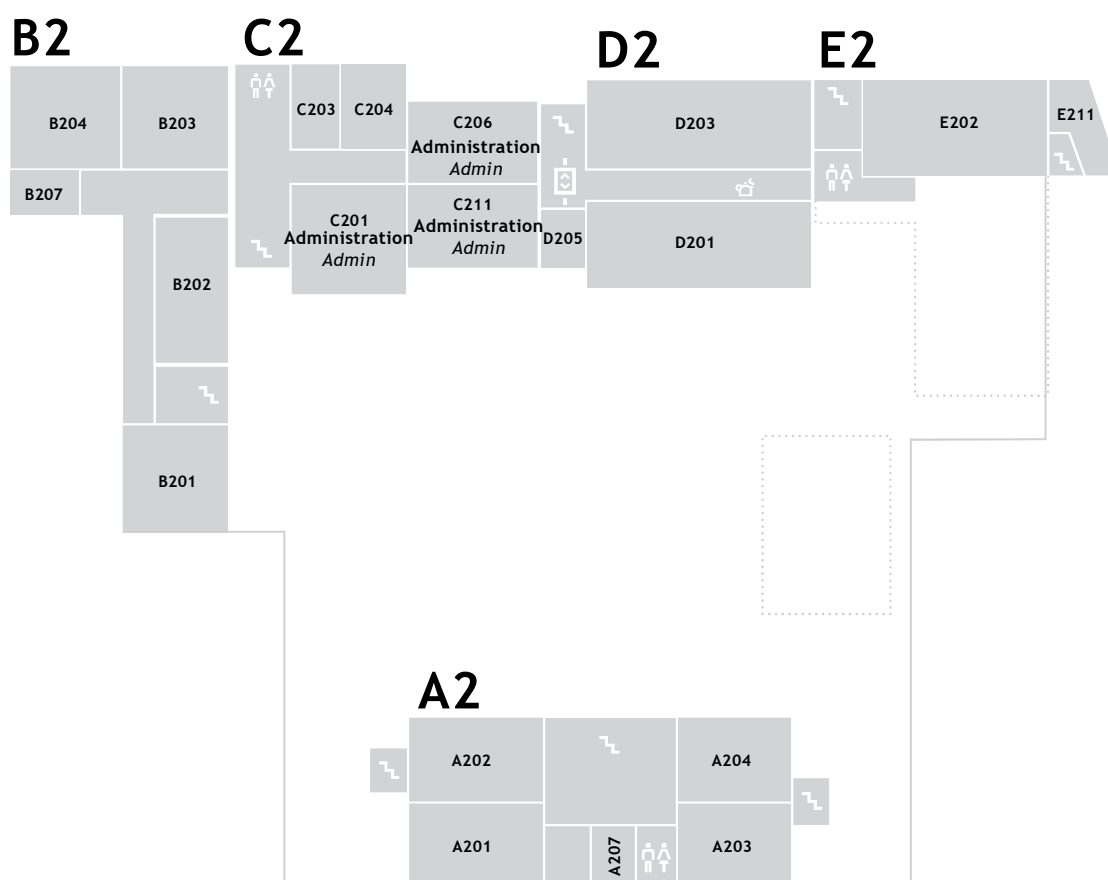 B2
C2
D2
E2
B204
B203
B207
B202
B201
C203
C204
C206
Administration
Admin
C201
Administration
Admin
C211
Administration
Admin
D203
D205
D201
E202
E211
A2
A202
A204
A201
A207
A203